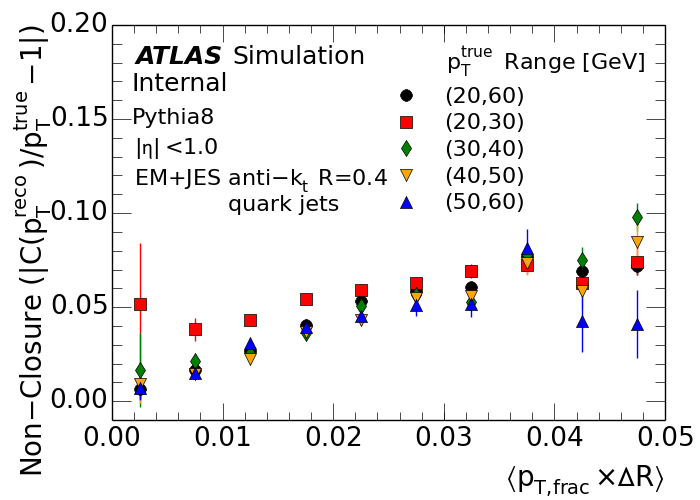 Non−Closure (|C(p_T^reco)/p_T^true −1|)
0.20
0.15
0.10
0.05
0.00
ATLAS Simulation
Internal
Pythia8
|η| <1.0
EM+JES anti−k_t R=0.4
quark jets
p_T^true Range [GeV]
(20,60)
(20,30)
(30,40)
(40,50)
(50,60)
0.00 0.01 0.02 0.03 0.04 0.05
⟨p_T,frac ×ΔR⟩